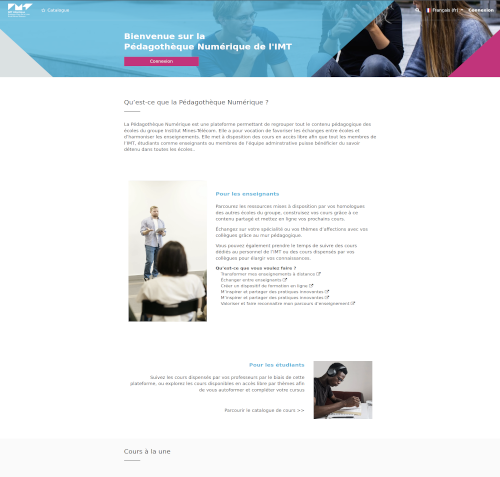 Catalogue
Français (fr)
Connexion
Bienvenue sur la
Pédagothèque Numérique de l'IMT
Connexion
Qu'est-ce que la Pédagothèque Numérique ?
La Pédagothèque Numérique est une plateforme permettant de regrouper tout le contenu pédagogique des
écoles du groupe Institut Mines-Télécom. Elle a pour vocation de favoriser les échanges entre écoles et
d'harmoniser les enseignements. Elle met à disposition des cours en accès libre afin que tout les membres de
l'IMT, étudiants comme enseignants ou membres de l'équipe administrative puisse bénéficier du savoir
détenu dans toutes les écoles.
Pour les enseignants
Parcourez les ressources mises à disposition par vos homologues
des autres écoles du groupe, construisez vos cours grâce à ce
contenu partagé et mettez en ligne vos prochains cours.
Échangez sur votre spécialité ou vos thèmes d'affections avec vos
collègues grâce au mur pédagogique.
Vous pouvez également prendre le temps de suivre des cours
dédiés au personnel de l'IMT ou des cours dispensés par vos
collègues pour élargir vos connaissances.
Qu'est-ce que vous voulez faire ?
Transformer mes enseignements à distance
Echanger entre enseignants
Créer un dispositif de formation en ligne
M'inspirer et partager des pratiques innovantes
M'inspirer et partager des pratiques innovantes
Valoriser et faire reconnaître mon parcours d'enseignement
Pour les étudiants
Suivez les cours dispensés par vos professeurs par le biais de cette
plateforme, ou explorez les cours disponibles en accès libre par thèmes afin
de vous autoformer et compléter votre cursus
Parcourir le catalogue de cours >>
Cours à la une